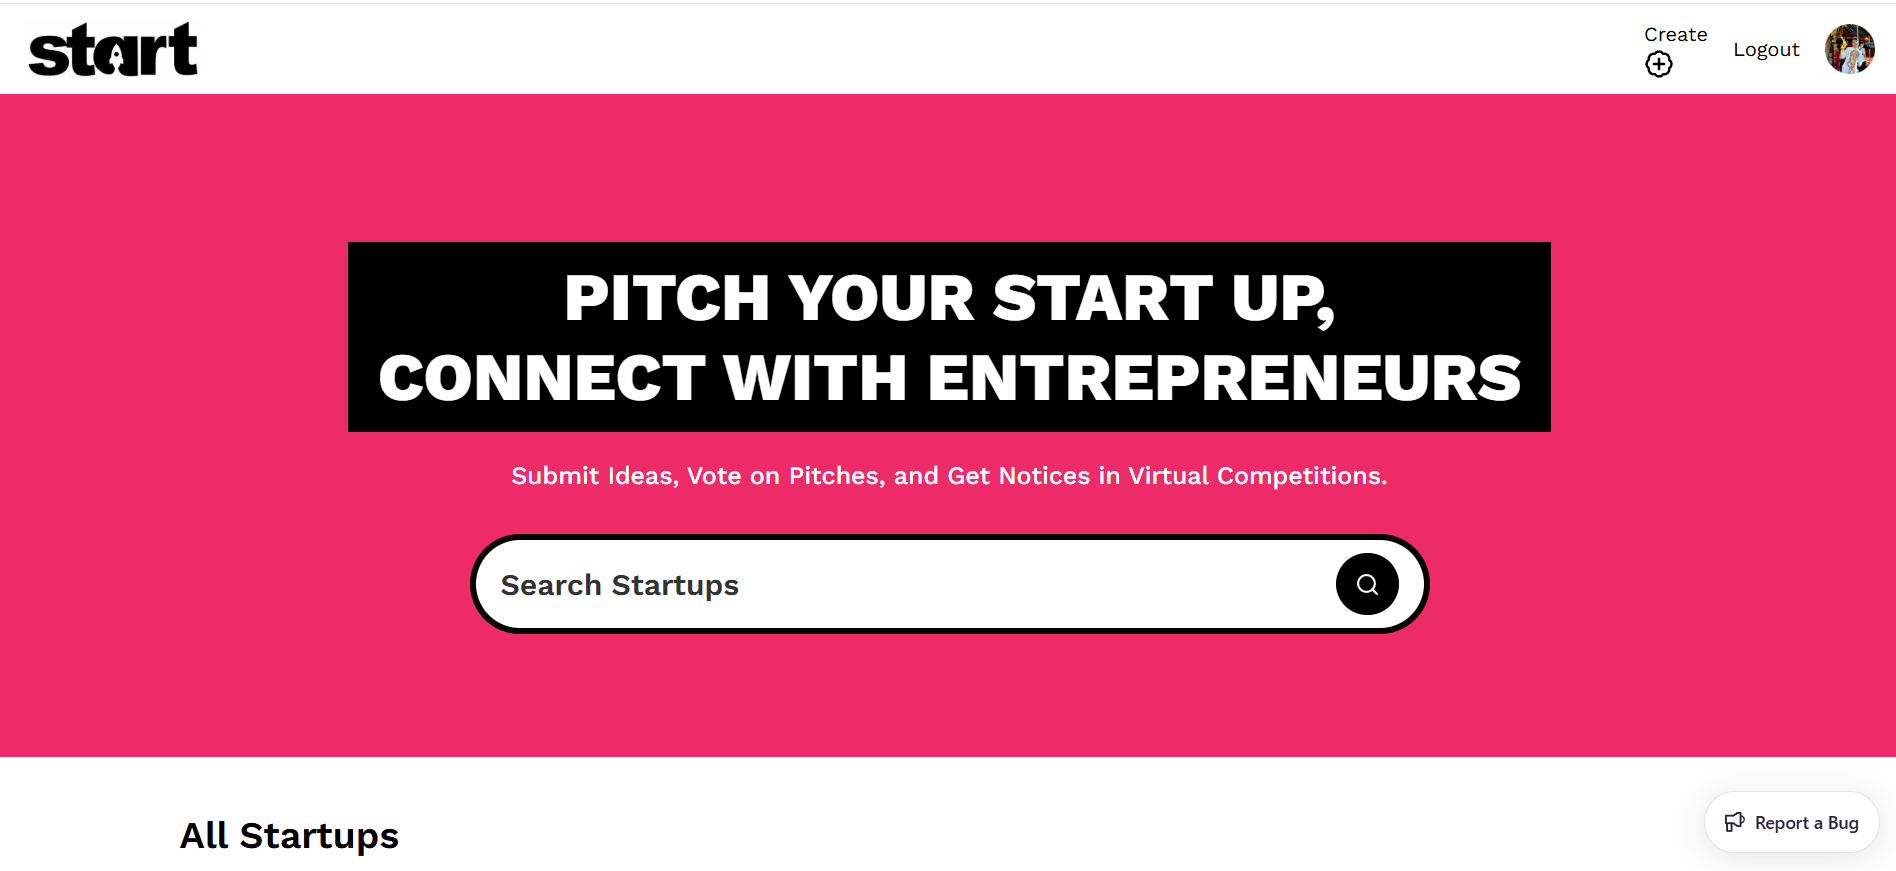 start
Create
Logout
PITCH YOUR START UP,
CONNECT WITH ENTREPRENEURS
Submit Ideas, Vote on Pitches, and Get Notices in Virtual Competitions.
Search Startups
All Startups
Report a Bug